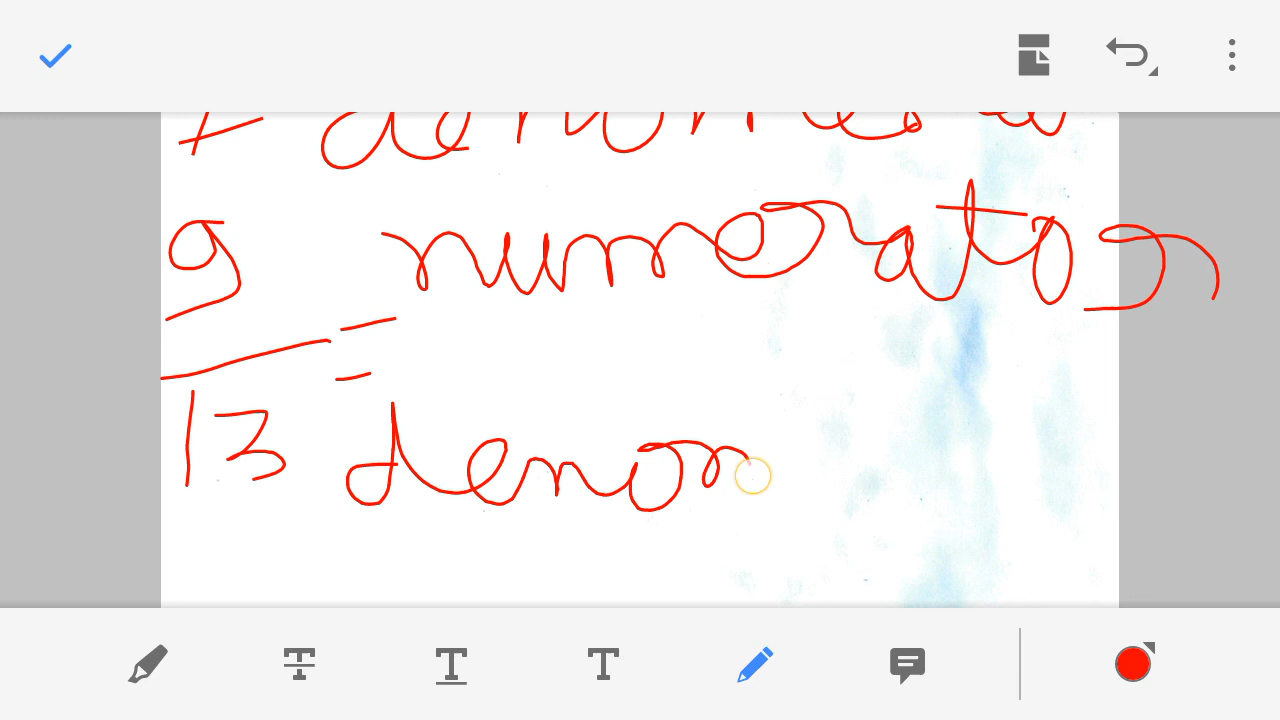 9 numerator
=
13 denom